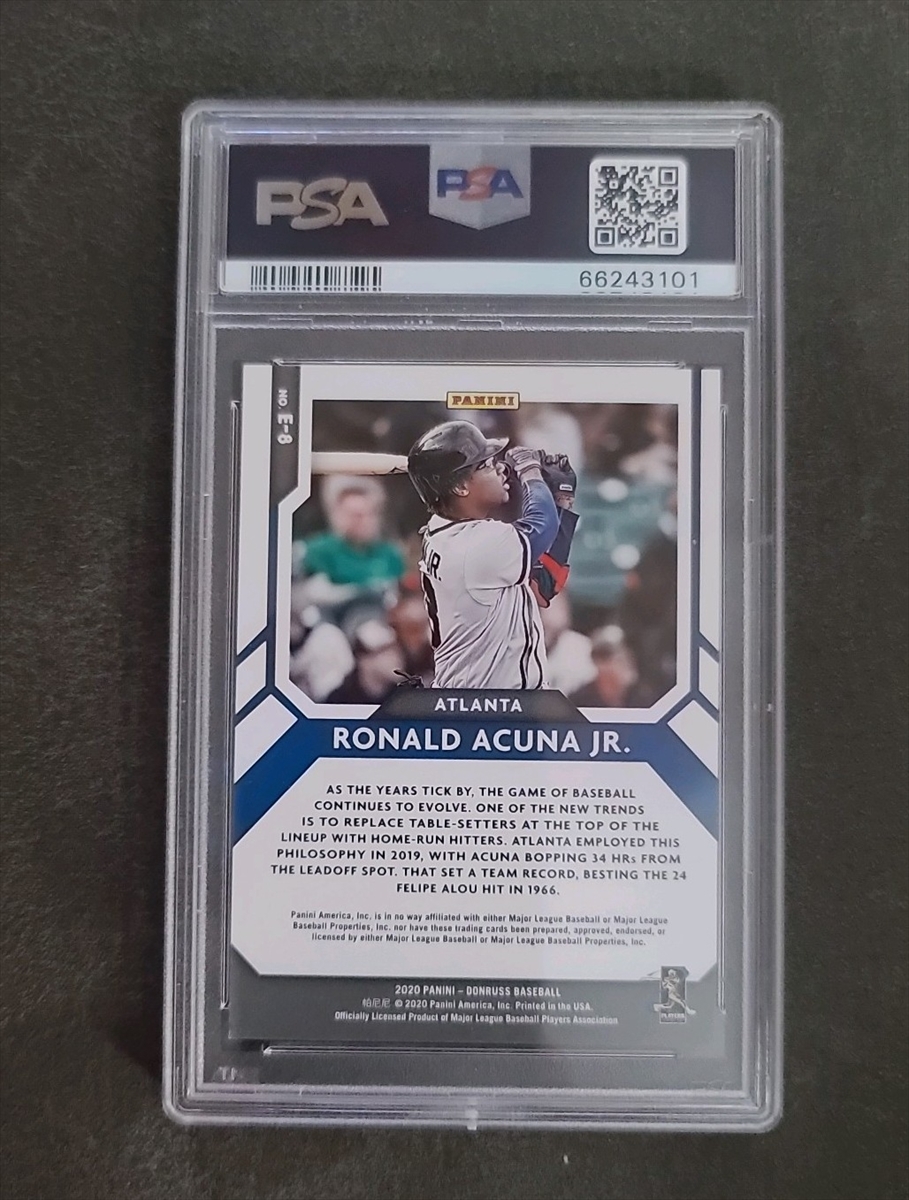 PSA
PSA
66243101
NO. E-8
PANINI
JR.
ATLANTA
RONALD ACUNA JR.
AS THE YEARS TICK BY, THE GAME OF BASEBALL
CONTINUES TO EVOLVE. ONE OF THE NEW TRENDS
IS TO REPLACE TABLE-SETTERS AT THE TOP OF THE
LINEUP WITH HOME-RUN HITTERS. ATLANTA EMPLOYED THIS
PHILOSOPHY IN 2019, WITH ACUNA BOPPING 34 HRs FROM
THE LEADOFF SPOT. THAT SET A TEAM RECORD, BESTING THE 24
FELIPE ALOU HIT IN 1966.
Panini America, Inc. is in no way affiliated with either Major League Baseball or Major League
Baseball Properties, Inc. nor have these trading cards been prepared, approved, endorsed, or
licensed by either Major League Baseball or Major League Baseball Properties, Inc.
2020 PANINI – DONRUSS BASEBALL
帕尼尼 © 2020 Panini America, Inc. Printed in the USA.
Officially Licensed Product of Major League Baseball Players Association
PLAYERS